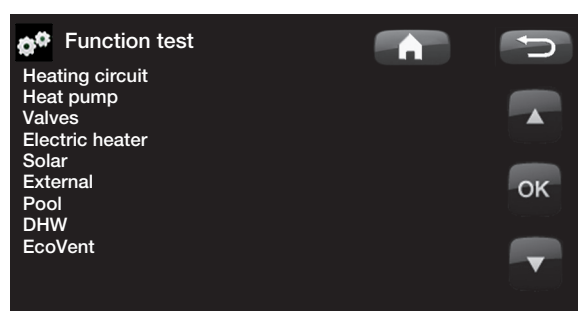 Function test
Heating circuit
Heat pump
Valves
Electric heater
Solar
External
Pool
DHW
EcoVent
OK